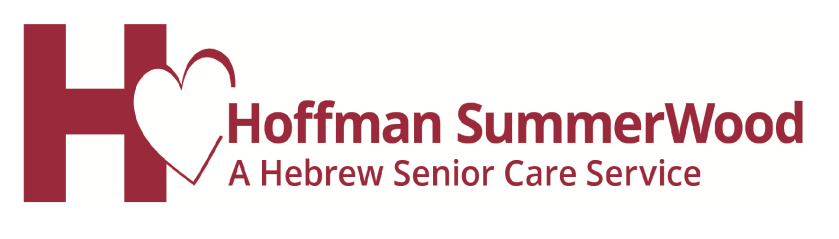 H
Hoffman SummerWood
A Hebrew Senior Care Service